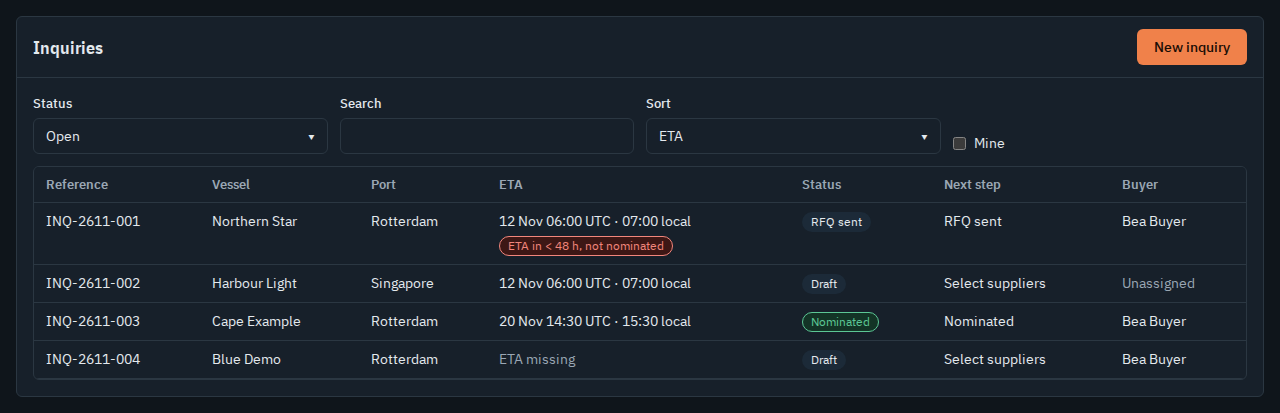 Inquiries
New inquiry
Status
Search
Sort
Open
ETA
Mine
Reference Vessel Port ETA Status Next step Buyer
INQ-2611-001 Northern Star Rotterdam 12 Nov 06:00 UTC · 07:00 local RFQ sent RFQ sent Bea Buyer
ETA in < 48 h, not nominated
INQ-2611-002 Harbour Light Singapore 12 Nov 06:00 UTC · 07:00 local Draft Select suppliers Unassigned
INQ-2611-003 Cape Example Rotterdam 20 Nov 14:30 UTC · 15:30 local Nominated Nominated Bea Buyer
INQ-2611-004 Blue Demo Rotterdam ETA missing Draft Select suppliers Bea Buyer